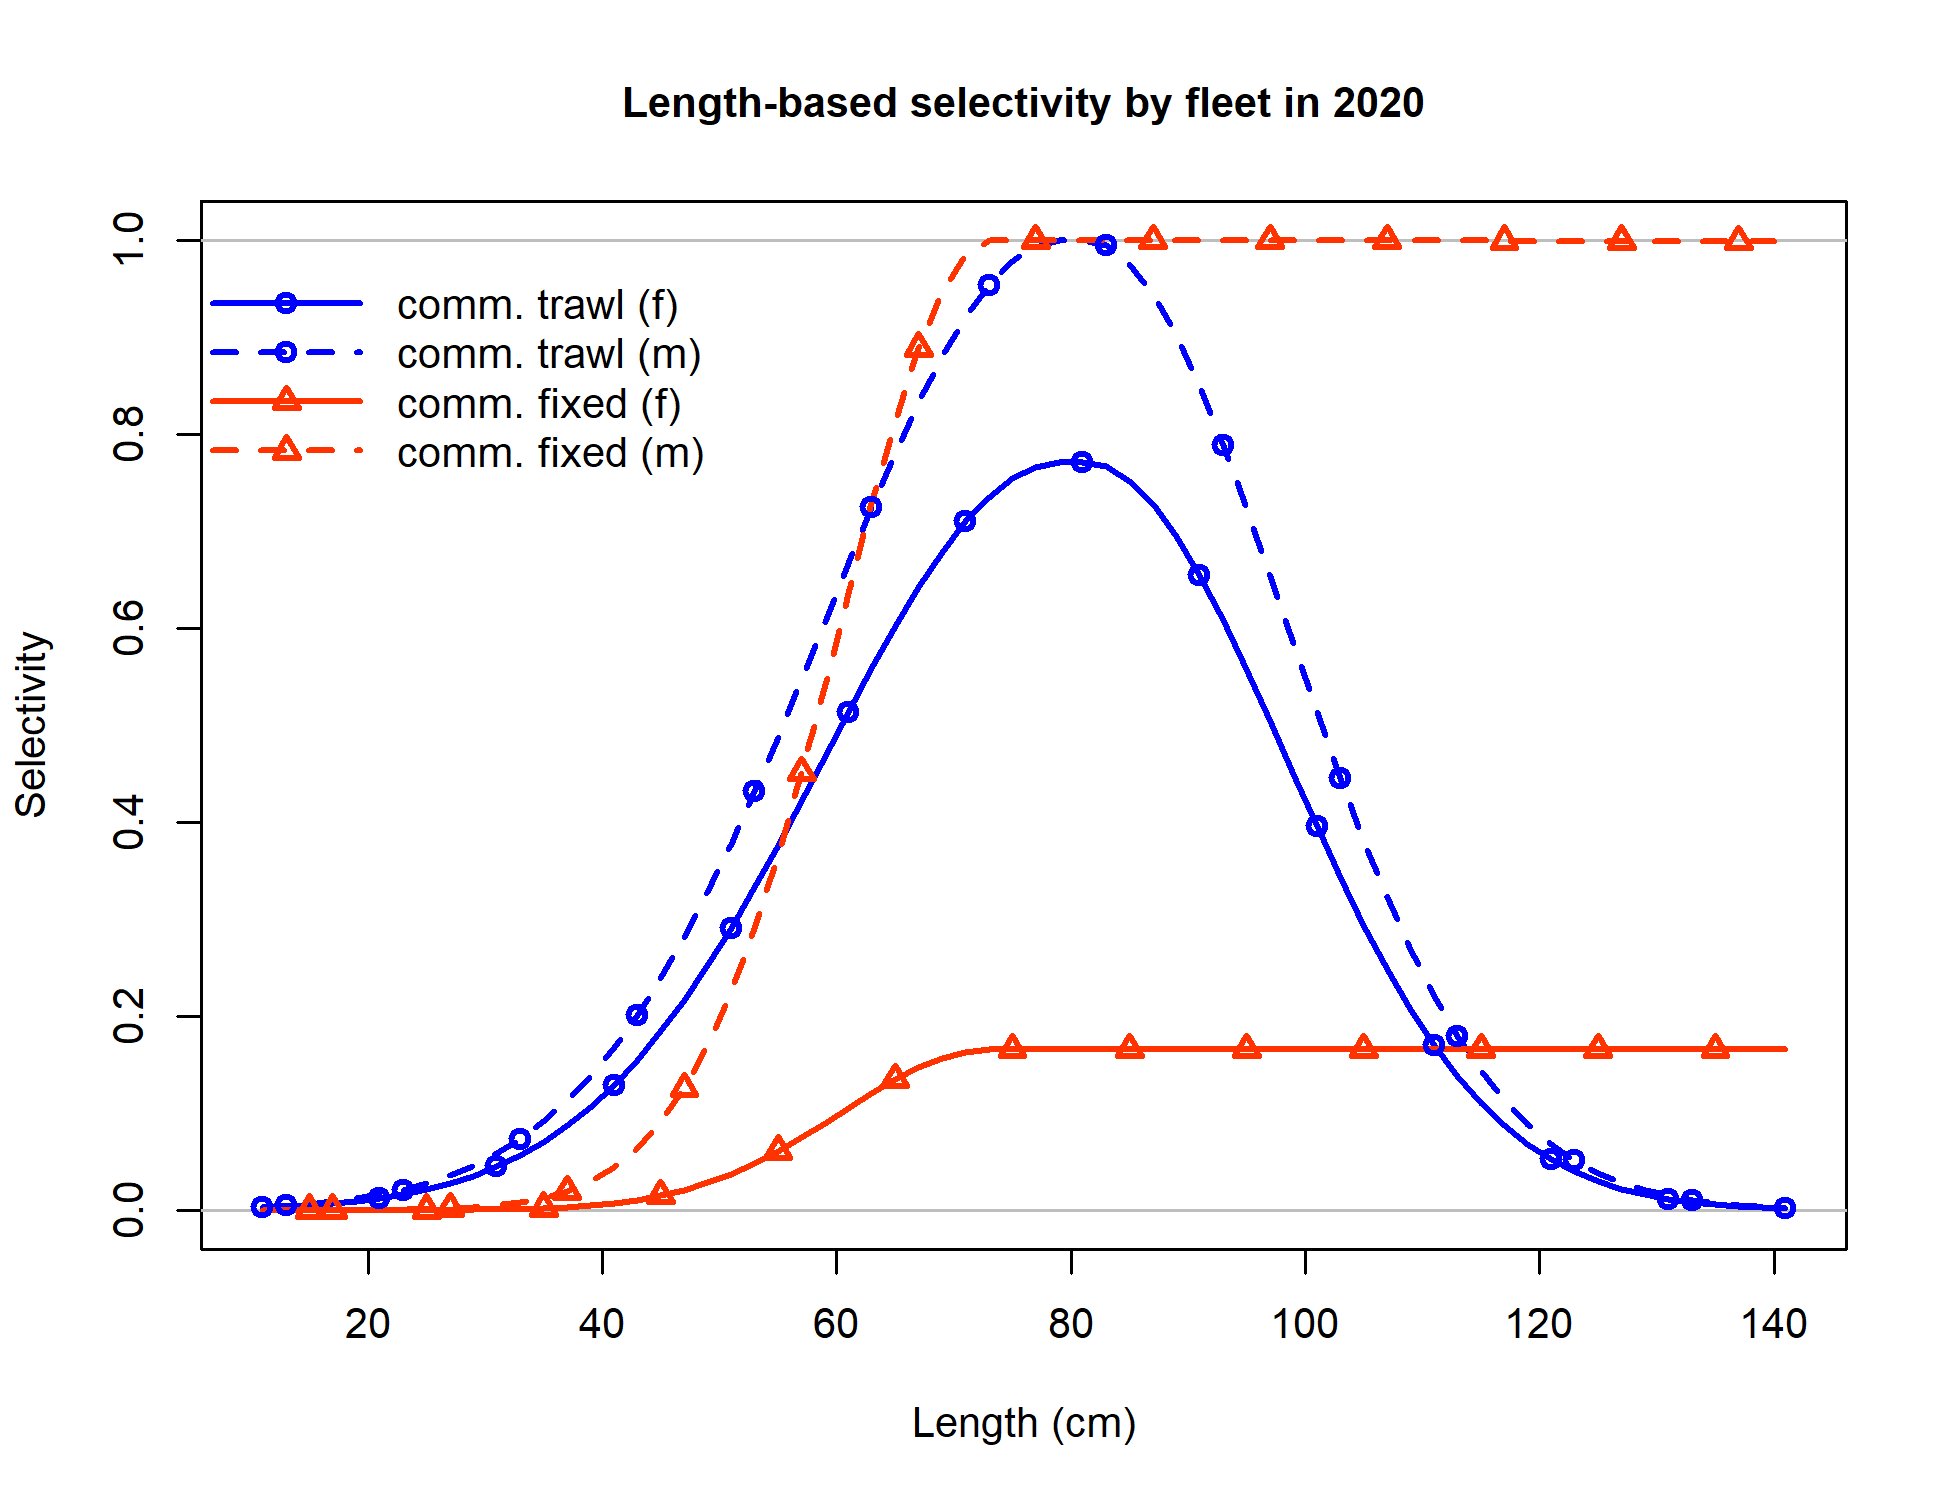 Length-based selectivity by fleet in 2020
1.0
0.8
0.6
0.4
0.2
0.0
Selectivity
comm. trawl (f)
comm. trawl (m)
comm. fixed (f)
comm. fixed (m)
20 40 60 80 100 120 140
Length (cm)